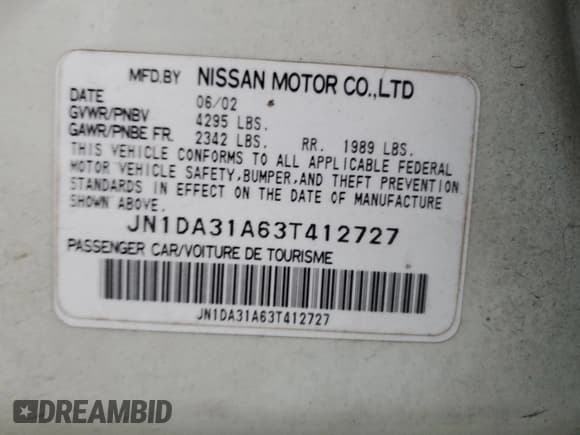 MFD.BY NISSAN MOTOR CO.,LTD
DATE 06/02
GVWR/PNBV 4295 LBS.
GAWR/PNBE FR. 2342 LBS. RR. 1989 LBS.
THIS VEHICLE CONFORMS TO ALL APPLICABLE FEDERAL
MOTOR VEHICLE SAFETY,BUMPER,AND THEFT PREVENTION
STANDARDS IN EFFECT ON THE DATE OF MANUFACTURE
SHOWN ABOVE.
JN1DA31A63T412727
PASSENGER CAR/VOITURE DE TOURISME
JN1DA31A63T412727
DREAMBID